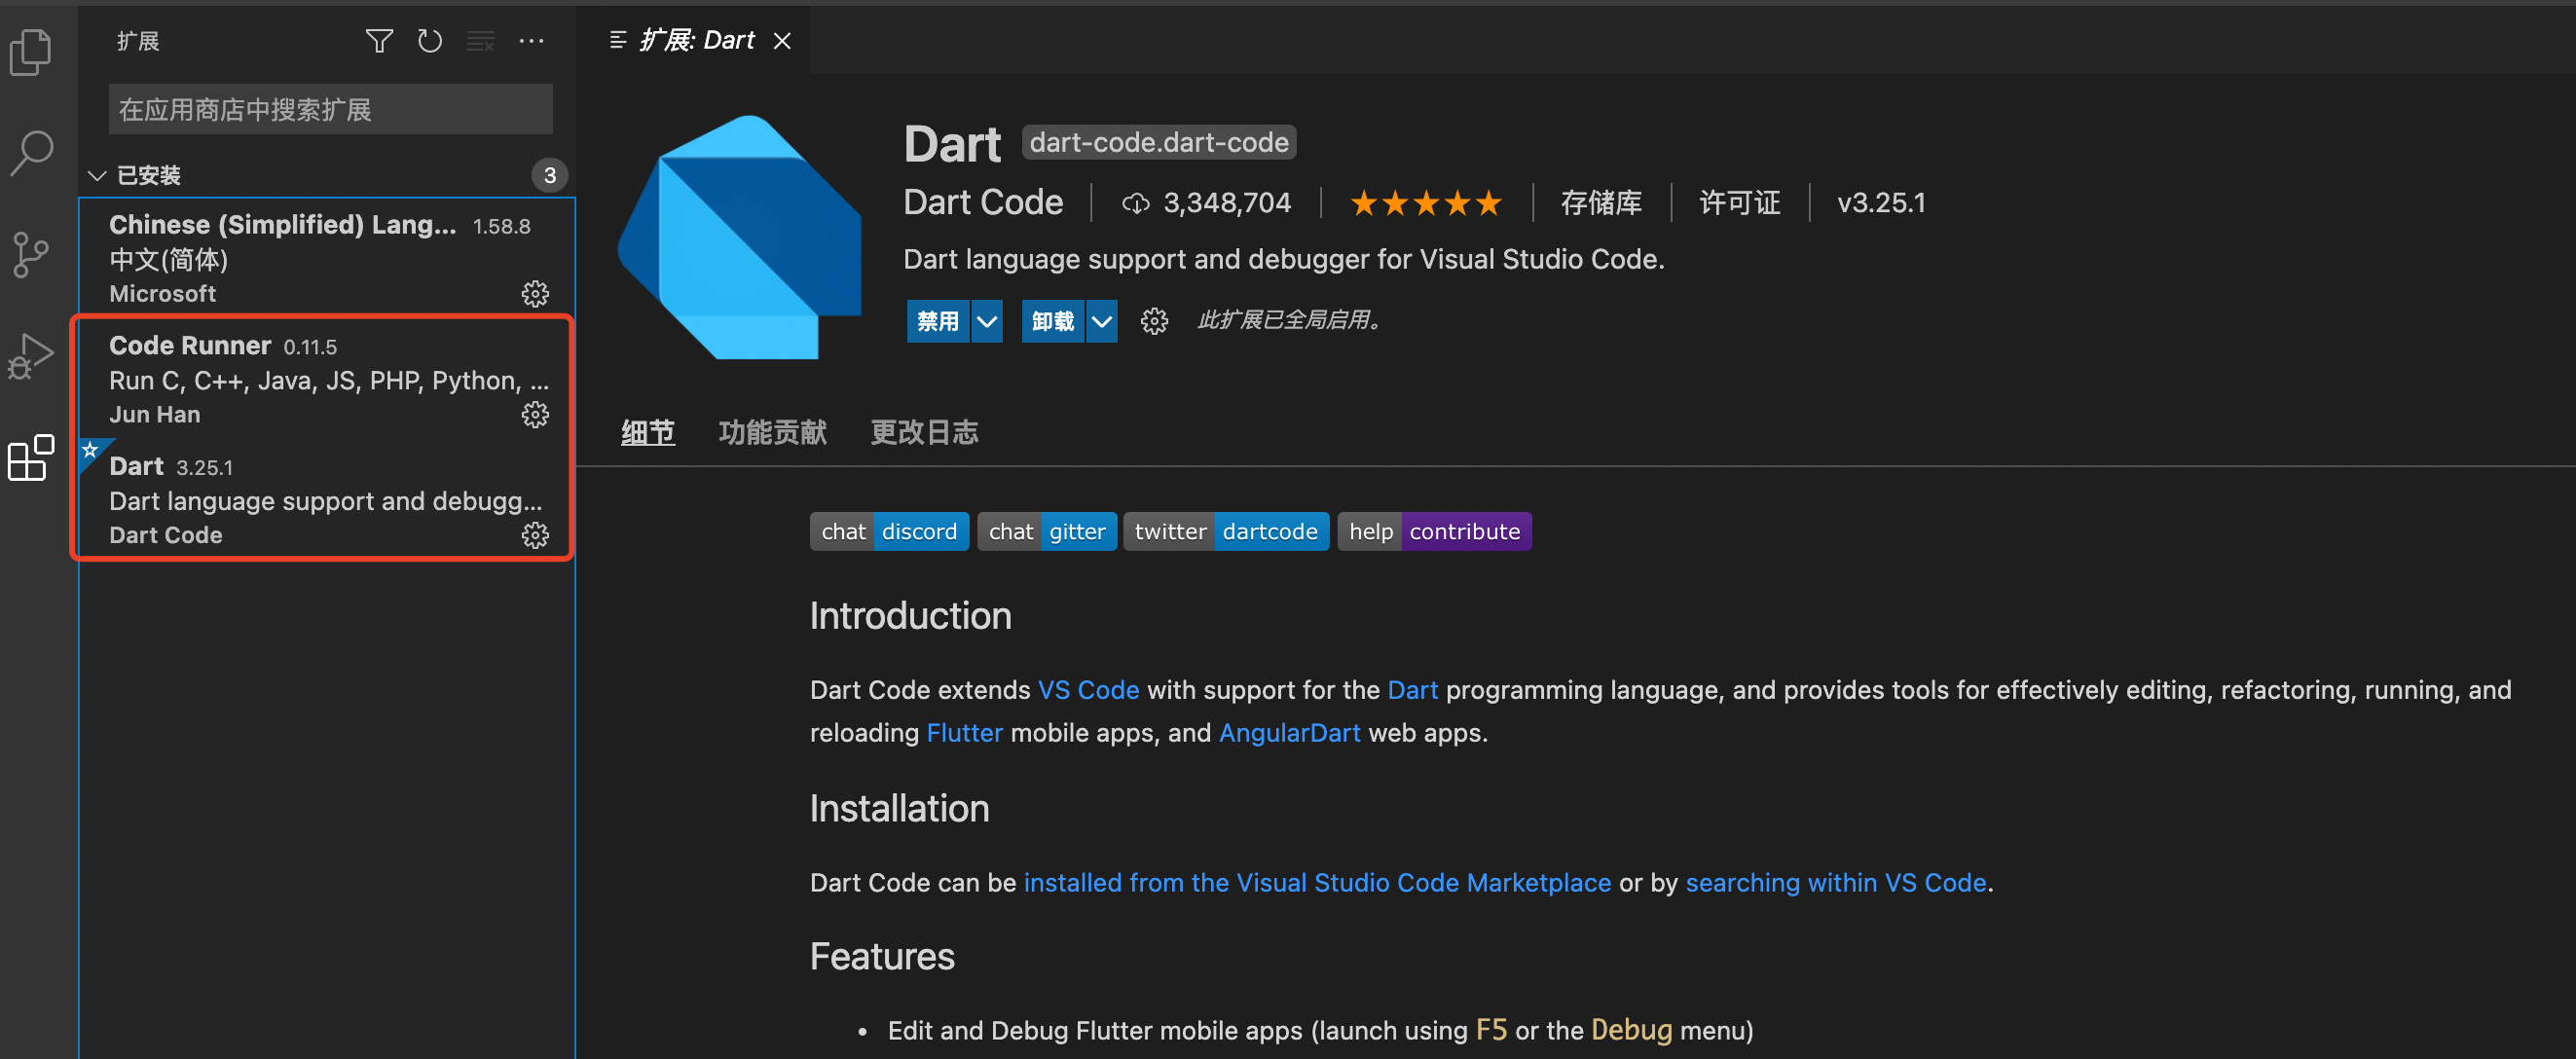 扩展
在应用商店中搜索扩展
已安装 3
Chinese (Simplified) Lang... 1.58.8
中文(简体)
Microsoft
Code Runner 0.11.5
Run C, C++, Java, JS, PHP, Python, ...
Jun Han
Dart 3.25.1
Dart language support and debugg...
Dart Code
扩展: Dart
Dart dart-code.dart-code
Dart Code 3,348,704 存储库 许可证 v3.25.1
Dart language support and debugger for Visual Studio Code.
禁用 卸载 此扩展已全局启用。
细节 功能贡献 更改日志
chat discord chat gitter twitter dartcode help contribute
Introduction
Dart Code extends VS Code with support for the Dart programming language, and provides tools for effectively editing, refactoring, running, and
reloading Flutter mobile apps, and AngularDart web apps.
Installation
Dart Code can be installed from the Visual Studio Code Marketplace or by searching within VS Code.
Features
• Edit and Debug Flutter mobile apps (launch using F5 or the Debug menu)